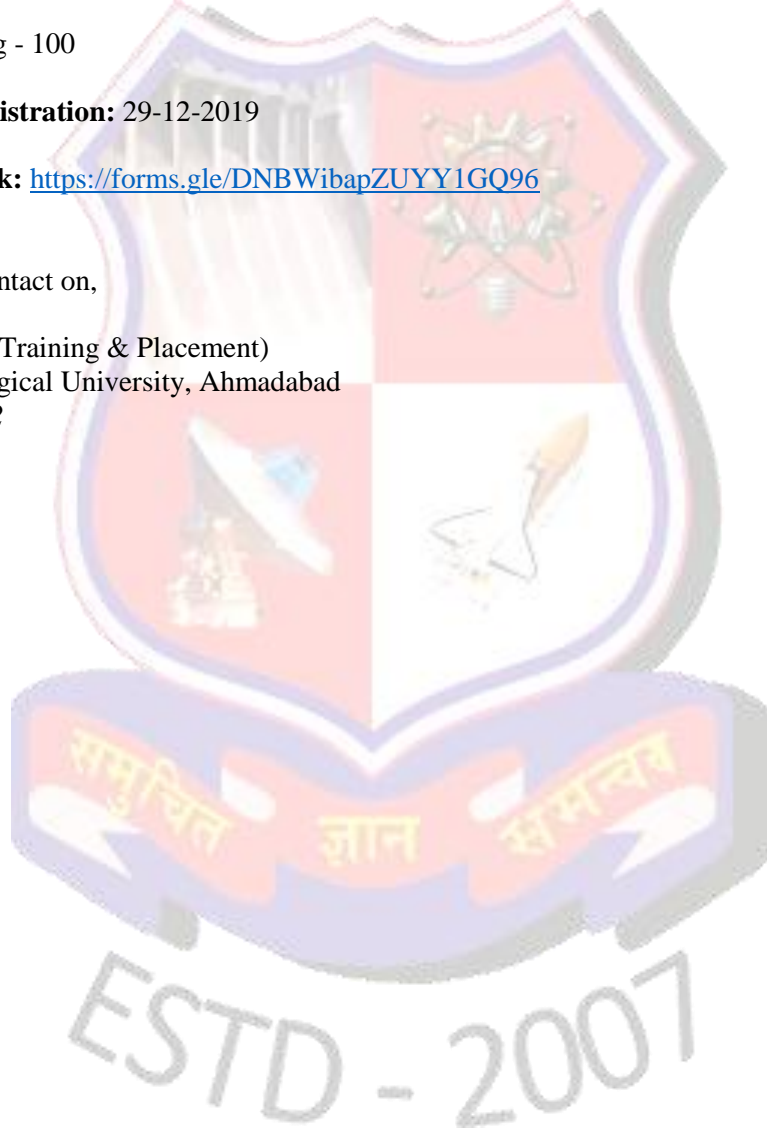 g - 100
istration: 29-12-2019
k: https://forms.gle/DNBWibapZUYY1GQ96
ntact on,
Training & Placement)
gical University, Ahmadabad
समुचित ज्ञान समन्वय
ESTD - 2007